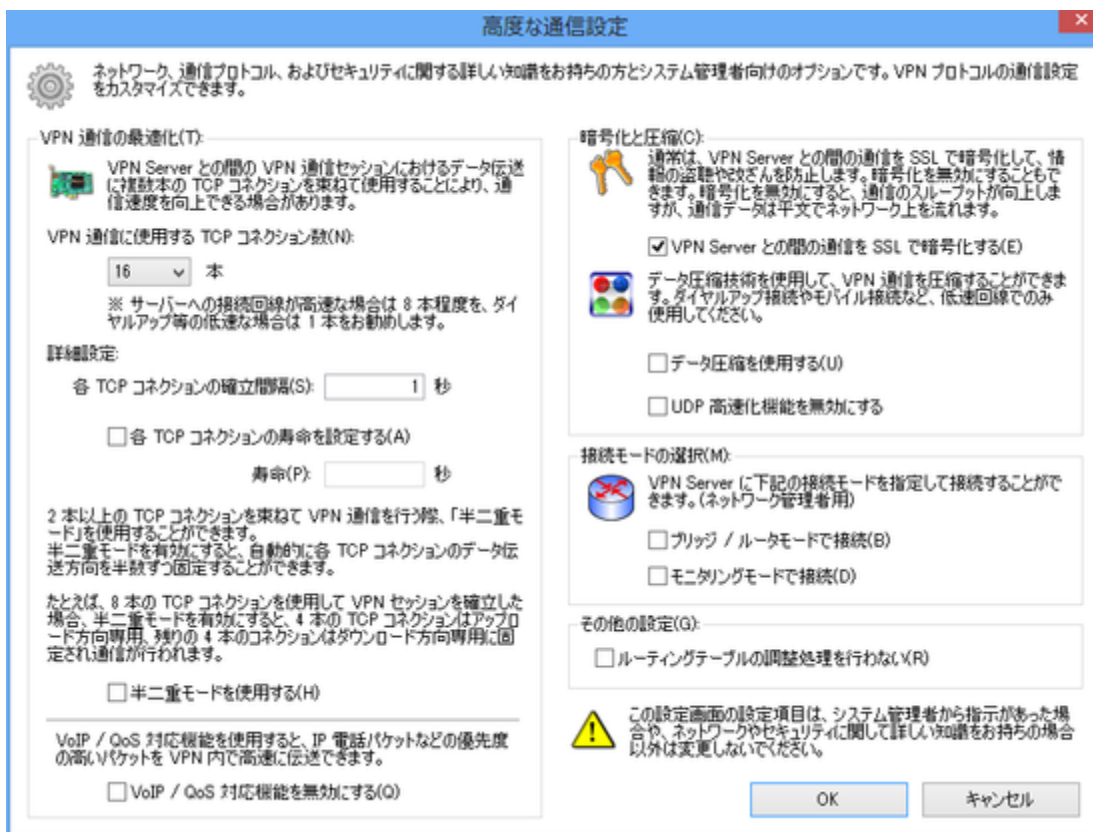 高度な通信設定
ネットワーク、通信プロトコル、およびセキュリティに関する詳しい知識をお持ちの方とシステム管理者向けのオプションです。VPN プロトコルの通信設定
をカスタマイズできます。
VPN 通信の最適化(T):
VPN Server との間の VPN 通信セッションにおけるデータ伝送
に複数本の TCP コネクションを束ねて使用することにより、通
信速度を向上できる場合があります。
VPN 通信に使用する TCP コネクション数(N):
16 本
※ サーバーへの接続回線が高速な場合は 8 本程度を、ダイ
ヤルアップ等の低速な場合は 1 本をお勧めします。
詳細設定:
各 TCP コネクションの確立間隔(S): 1 秒
各 TCP コネクションの寿命を設定する(A)
寿命(P): 秒
2 本以上の TCP コネクションを束ねて VPN 通信を行う際、「半二重モ
ード」を使用することができます。
半二重モードを有効にすると、自動的に各 TCP コネクションのデータ伝
送方向を半数ずつ固定することができます。
たとえば、8 本の TCP コネクションを使用して VPN セッションを確立した
場合、半二重モードを有効にすると、4 本の TCP コネクションはアップロ
ード方向専用、残りの 4 本のコネクションはダウンロード方向専用に固
定され通信が行われます。
半二重モードを使用する(H)
VoIP / QoS 対応機能を使用すると、IP 電話パケットなどの優先度
の高いパケットを VPN 内で高速に伝送できます。
VoIP / QoS 対応機能を無効にする(Q)
暗号化と圧縮(C):
通常は、VPN Server との間の通信を SSL で暗号化して、情
報の盗聴や改ざんを防止します。暗号化を無効にすることもで
きます。暗号化を無効にすると、通信のスループットが向上しま
すが、通信データは平文でネットワーク上を流れます。
VPN Server との間の通信を SSL で暗号化する(E)
データ圧縮技術を使用して、VPN 通信を圧縮することができま
す。ダイヤルアップ接続やモバイル接続など、低速回線でのみ
使用してください。
データ圧縮を使用する(U)
UDP 高速化機能を無効にする
接続モードの選択(M):
VPN Server に下記の接続モードを指定して接続することがで
きます。(ネットワーク管理者用)
ブリッジ / ルータモードで接続(B)
モニタリングモードで接続(D)
その他の設定(G):
ルーティングテーブルの調整処理を行わない(R)
この設定画面の設定項目は、システム管理者から指示があった場
合や、ネットワークやセキュリティに関して詳しい知識をお持ちの場合
以外は変更しないでください。
OK
キャンセル